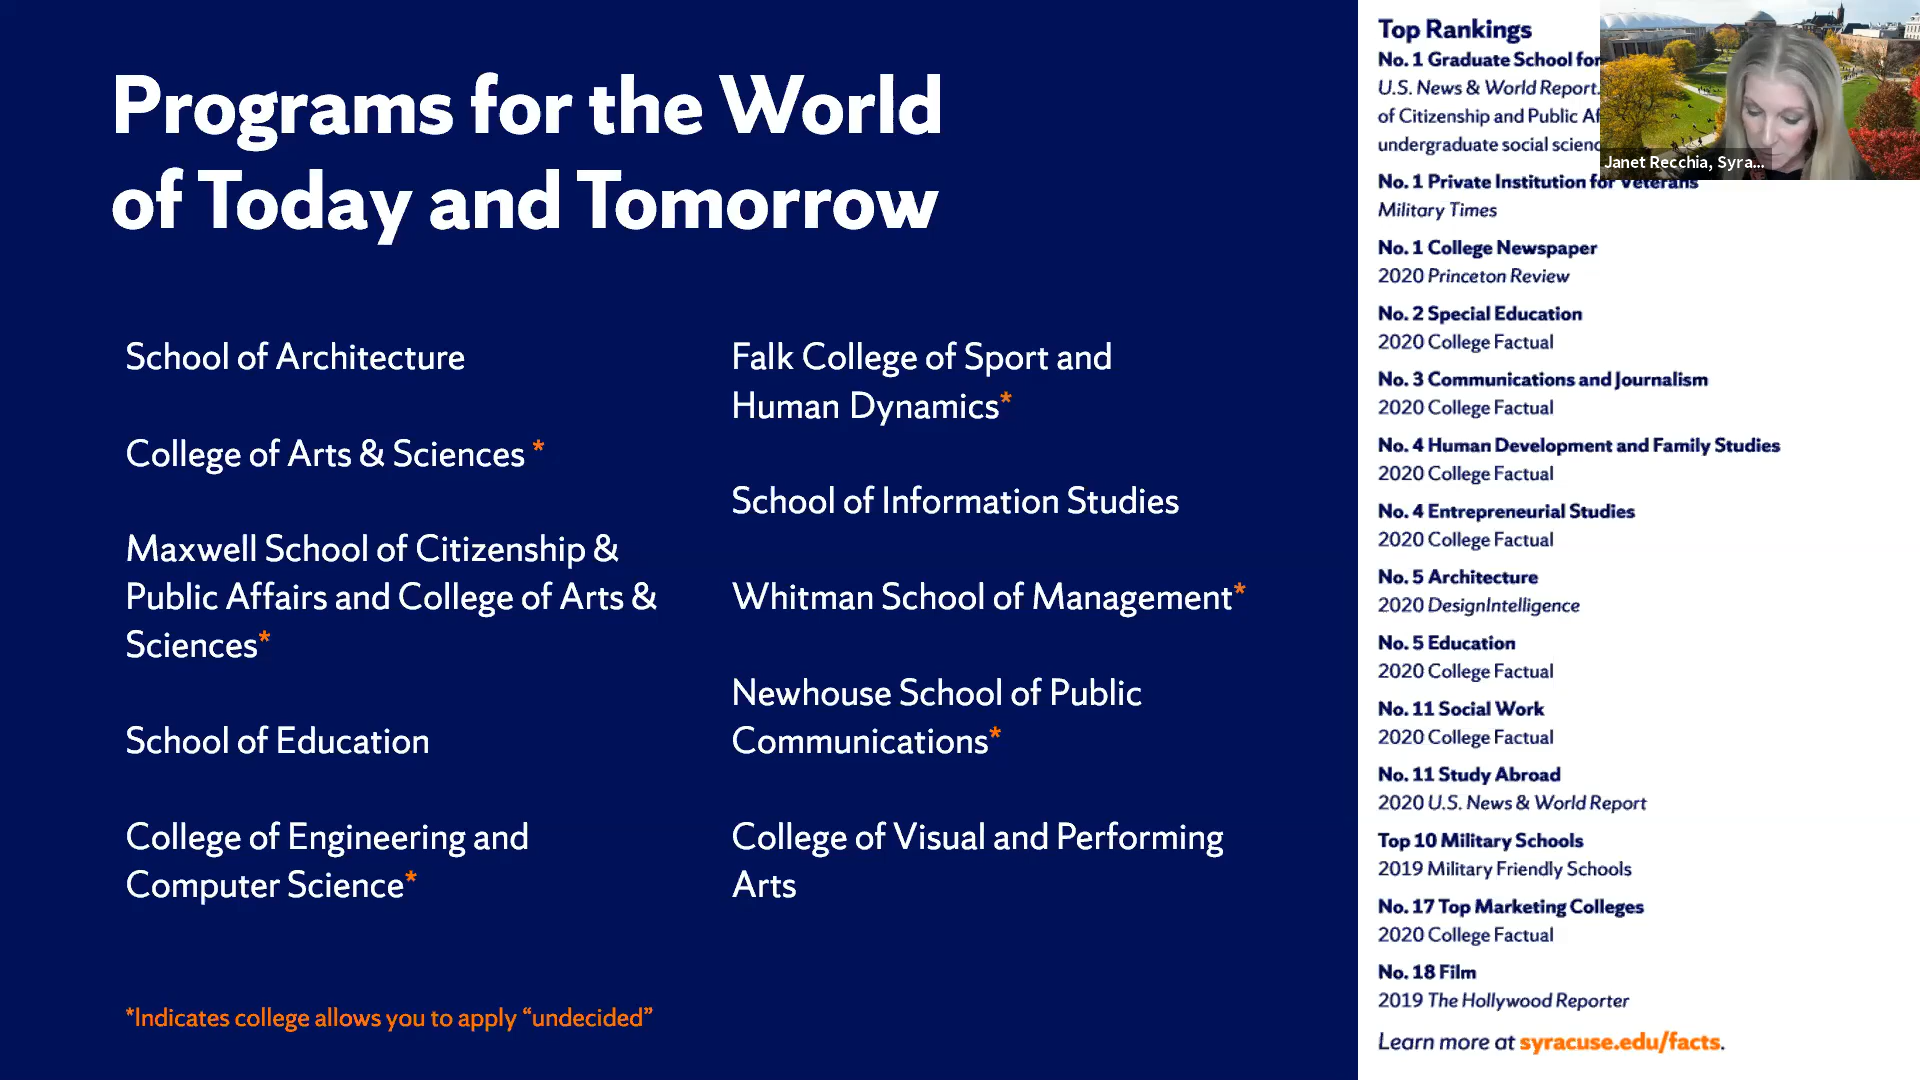 Programs for the World
of Today and Tomorrow
School of Architecture
College of Arts & Sciences *
Maxwell School of Citizenship &
Public Affairs and College of Arts &
Sciences*
School of Education
College of Engineering and
Computer Science*
Falk College of Sport and
Human Dynamics*
School of Information Studies
Whitman School of Management*
Newhouse School of Public
Communications*
College of Visual and Performing
Arts
*Indicates college allows you to apply “undecided”
Top Rankings
No. 1 Graduate School for
U.S. News & World Report.
of Citizenship and Public Af
undergraduate social scienc
No. 1 Private Institution for Veterans
Military Times
No. 1 College Newspaper
2020 Princeton Review
No. 2 Special Education
2020 College Factual
No. 3 Communications and Journalism
2020 College Factual
No. 4 Human Development and Family Studies
2020 College Factual
No. 4 Entrepreneurial Studies
2020 College Factual
No. 5 Architecture
2020 DesignIntelligence
No. 5 Education
2020 College Factual
No. 11 Social Work
2020 College Factual
No. 11 Study Abroad
2020 U.S. News & World Report
Top 10 Military Schools
2019 Military Friendly Schools
No. 17 Top Marketing Colleges
2020 College Factual
No. 18 Film
2019 The Hollywood Reporter
Learn more at syracuse.edu/facts.
Janet Recchia, Syra...